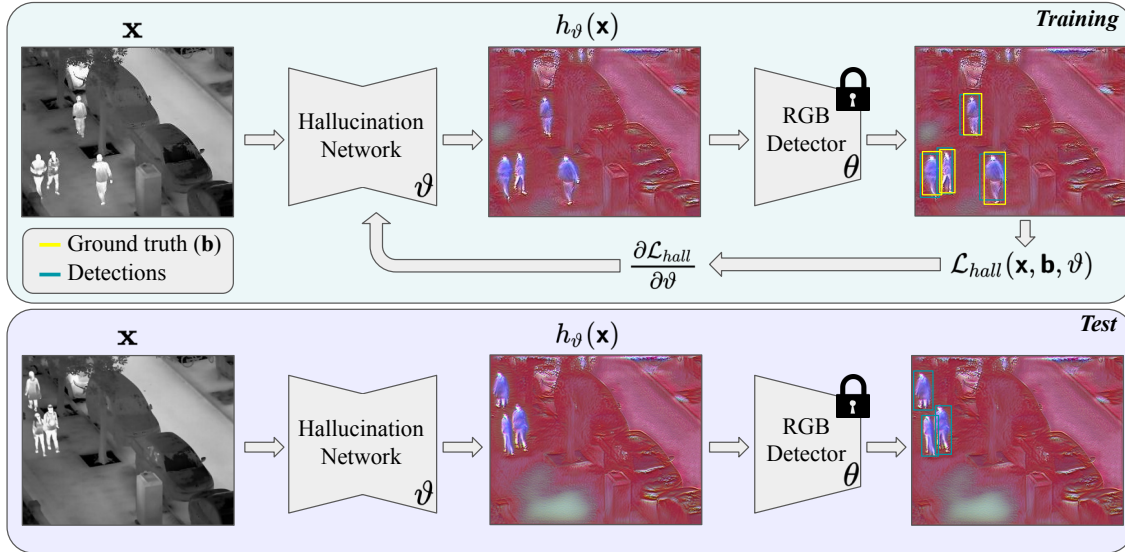 Training
𝐱
h_ϑ(𝐱)
Hallucination
Network
ϑ
RGB
Detector
θ
Ground truth (𝐛)
Detections
∂ℒ_hall
∂ϑ
ℒ_hall(𝐱, 𝐛, ϑ)
Test
𝐱
h_ϑ(𝐱)
Hallucination
Network
ϑ
RGB
Detector
θ